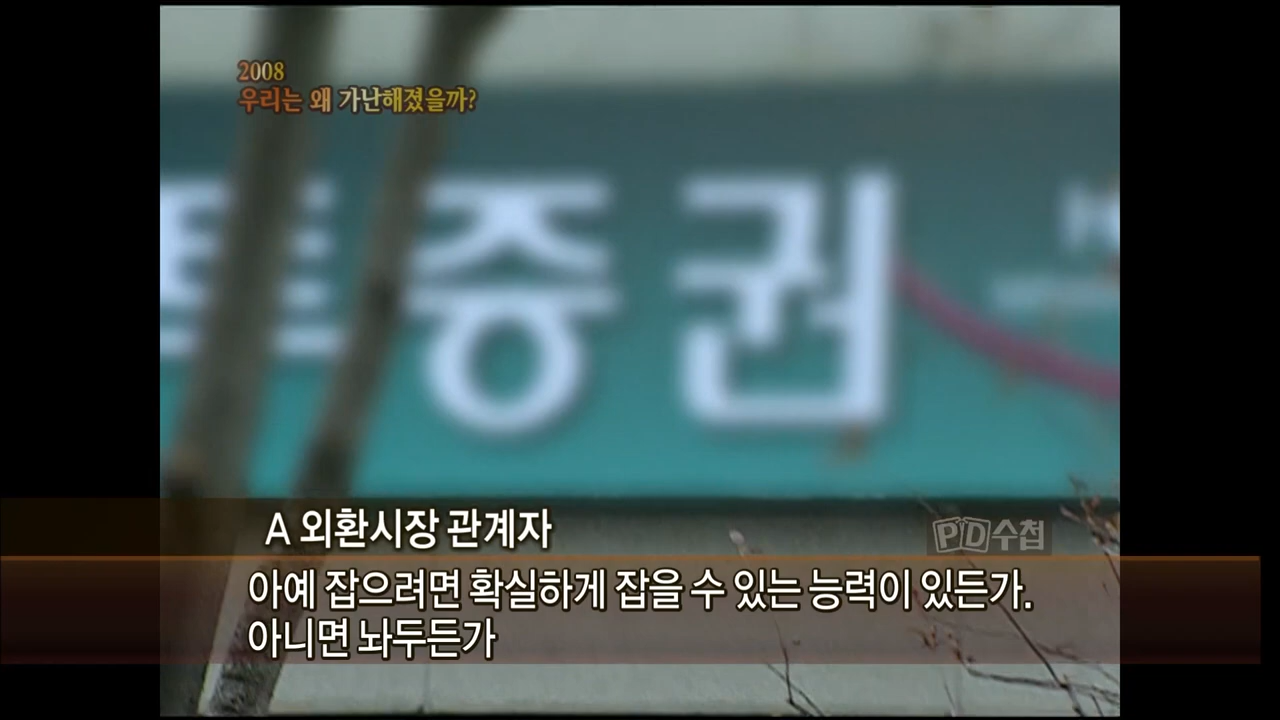 2008
우리는 왜 가난해졌을까?
증권
A 외환시장 관계자
PD수첩
아예 잡으려면 확실하게 잡을 수 있는 능력이 있든가.
아니면 놔두든가